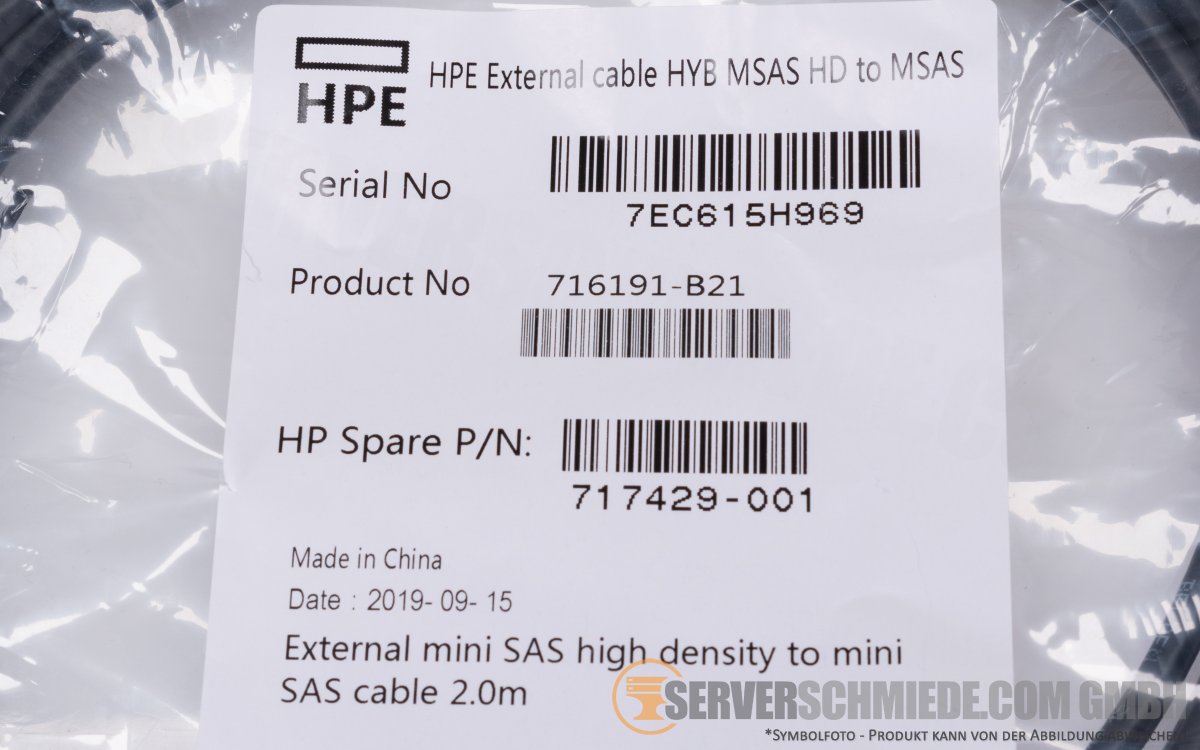 HPE
HPE External cable HYB MSAS HD to MSAS
Serial No
7EC615H969
Product No 716191-B21
HP Spare P/N:
717429-001
Made in China
Date : 2019- 09- 15
External mini SAS high density to mini
SAS cable 2.0m
SERVERSCHMIEDE.COM GMBH
*Symbolfoto - Produkt kann von der Abbildung abweichen